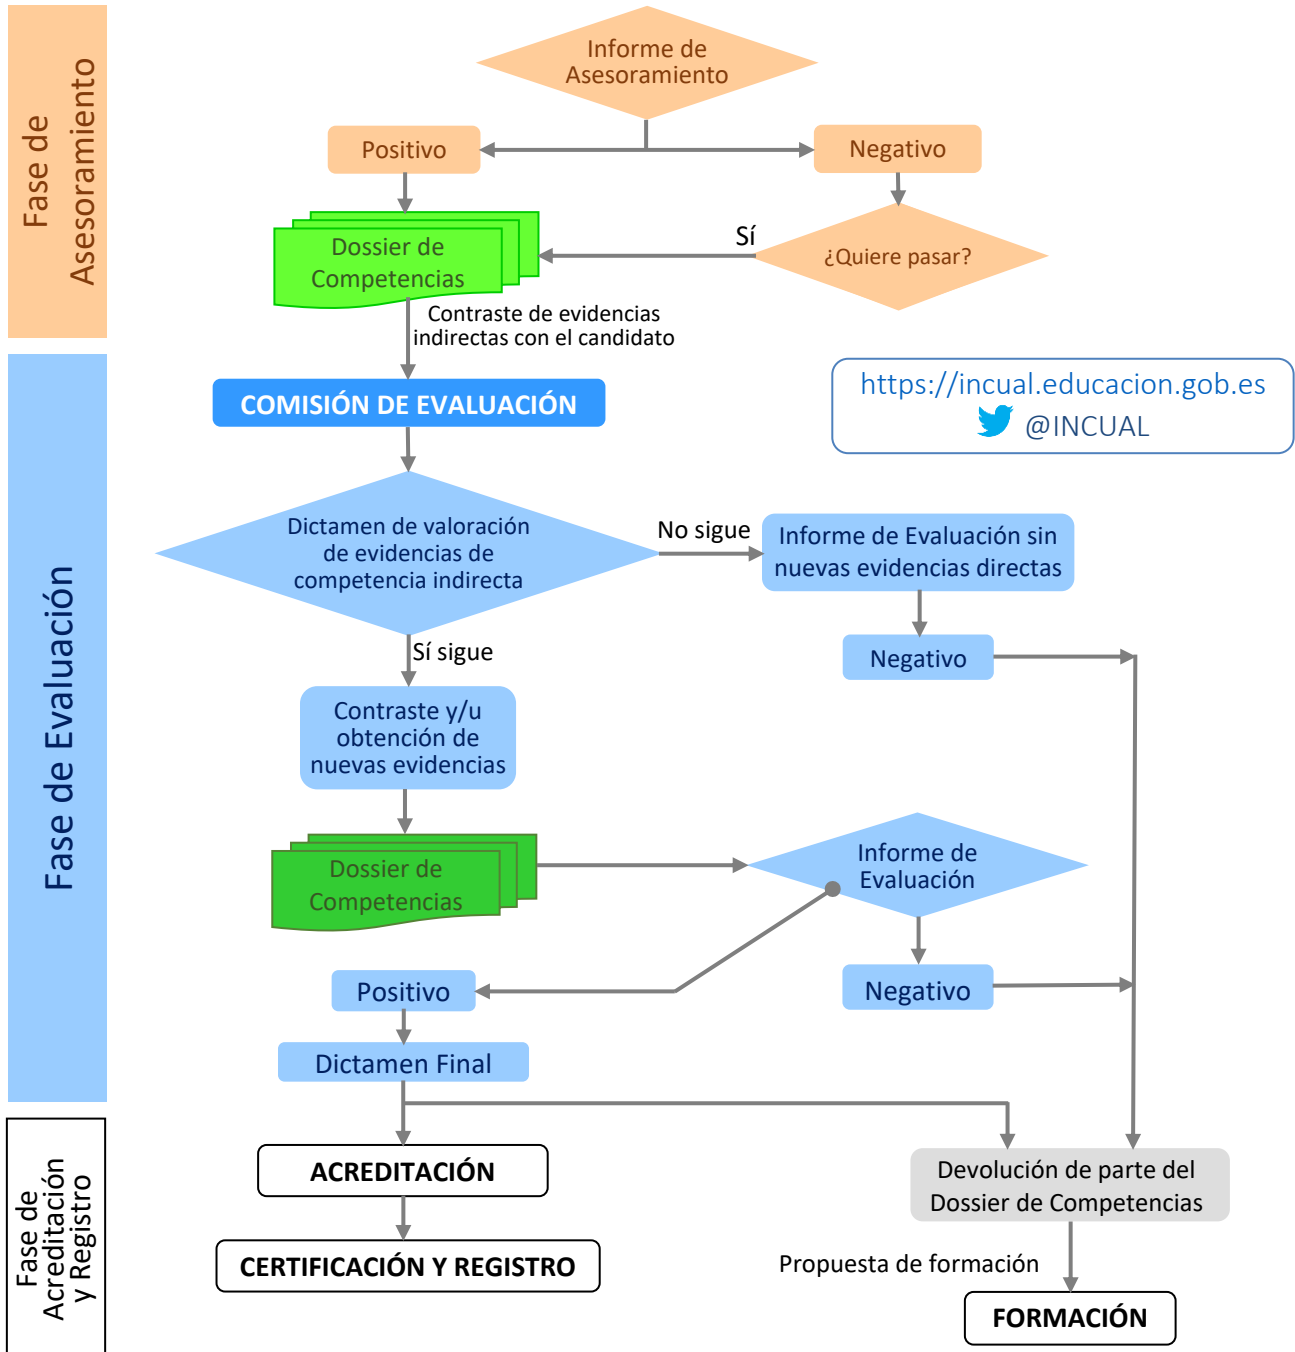 Fase de
Asesoramiento
Informe de
Asesoramiento
Positivo
Negativo
Dossier de
Competencias
Sí
¿Quiere pasar?
Contraste de evidencias
indirectas con el candidato
Fase de Evaluación
COMISIÓN DE EVALUACIÓN
https://incual.educacion.gob.es
@INCUAL
Dictamen de valoración
de evidencias de
competencia indirecta
No sigue
Informe de Evaluación sin
nuevas evidencias directas
Sí sigue
Negativo
Contraste y/u
obtención de
nuevas evidencias
Dossier de
Competencias
Informe de
Evaluación
Positivo
Negativo
Dictamen Final
Fase de
Acreditación
y Registro
ACREDITACIÓN
Devolución de parte del
Dossier de Competencias
CERTIFICACIÓN Y REGISTRO
Propuesta de formación
FORMACIÓN